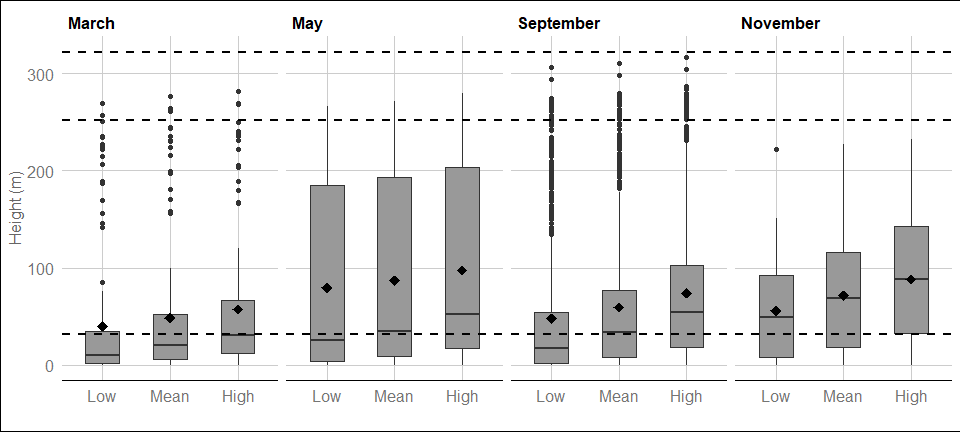 March May September November
300
200
100
0
Height (m)
Low Mean High Low Mean High Low Mean High Low Mean High